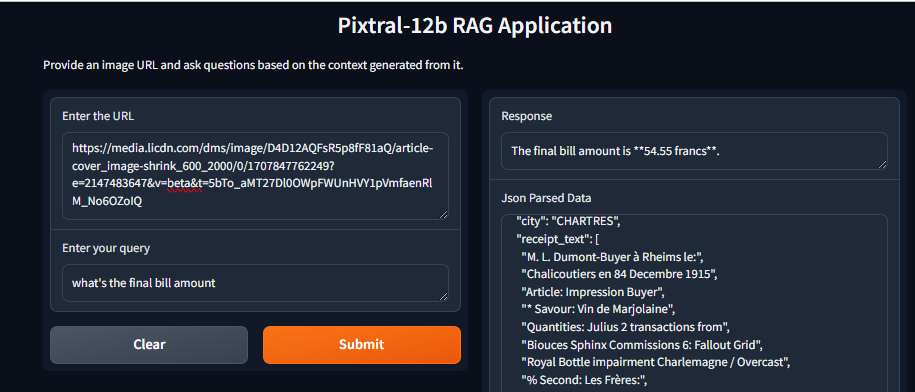 Pixtral-12b RAG Application
Provide an image URL and ask questions based on the context generated from it.
Enter the URL
https://media.licdn.com/dms/image/D4D12AQFsR5p8fF81aQ/article-
cover_image-shrink_600_2000/0/1707847762249?
e=2147483647&v=beta&t=5bTo_aMT27Dl0OWpFWUnHVY1pVmfaenRl
M_No6OZoIQ
Enter your query
what's the final bill amount
Clear
Submit
Response
The final bill amount is **54.55 francs**.
Json Parsed Data
"city": "CHARTRES",
"receipt_text": [
"M. L. Dumont-Buyer à Rheims le:",
"Chalicoutiers en 84 Decembre 1915",
"Article: Impression Buyer",
"* Savour: Vin de Marjolaine",
"Quantities: Julius 2 transactions from",
"Biouces Sphinx Commissions 6: Fallout Grid",
"Royal Bottle impairment Charlemagne / Overcast",
"% Second: Les Frères:",